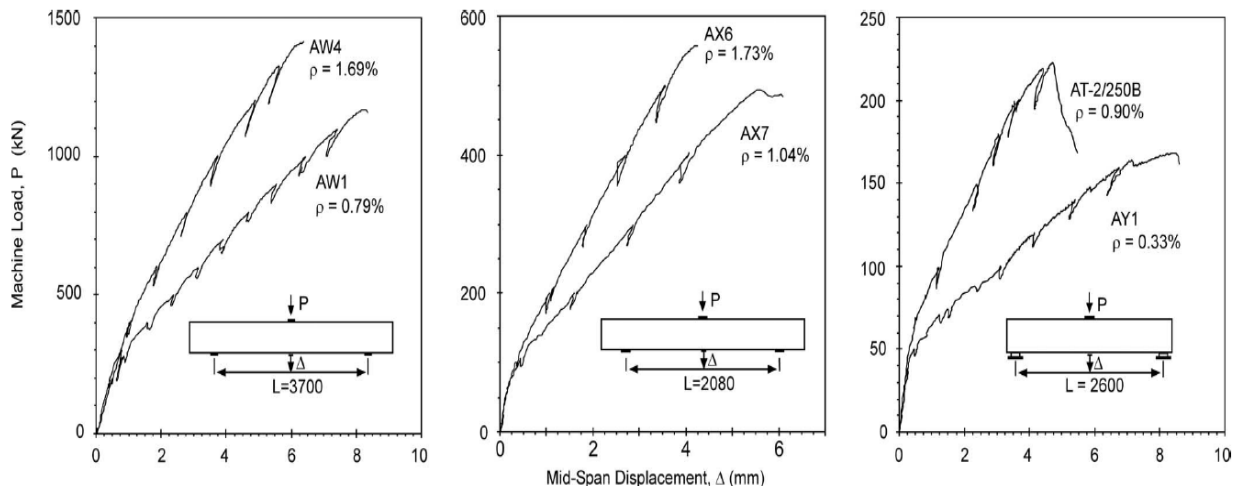 Machine Load, P (kN)
1500
1000
500
0
0
2
4
6
8
10
AW4
ρ = 1.69%
AW1
ρ = 0.79%
P
Δ
L=3700
600
400
200
0
0
1
2
3
4
5
6
AX6
ρ = 1.73%
AX7
ρ = 1.04%
P
Δ
L=2080
Mid-Span Displacement, Δ (mm)
250
200
150
100
50
0
0
2
4
6
8
10
AT-2/250B
ρ = 0.90%
AY1
ρ = 0.33%
P
Δ
L = 2600